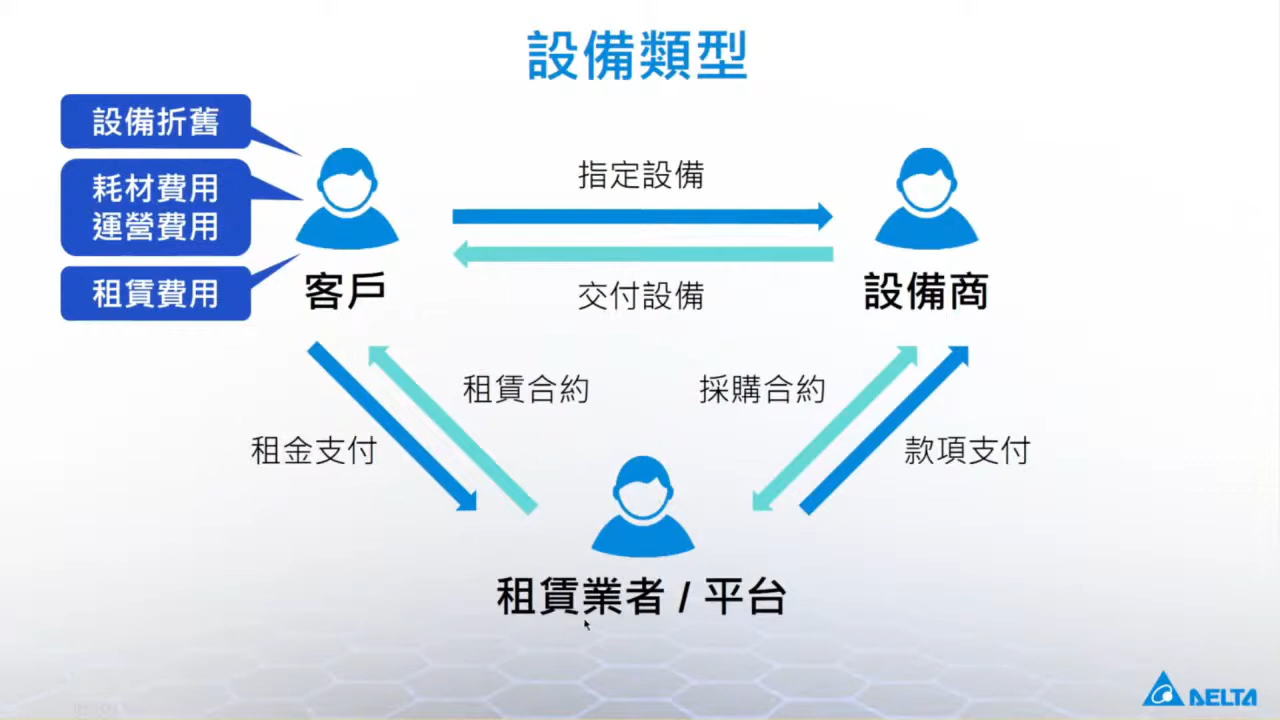 設備類型
設備折舊
耗材費用
運營費用
租賃費用
客戶
指定設備
交付設備
設備商
租賃合約
採購合約
租金支付
款項支付
租賃業者 / 平台
DELTA